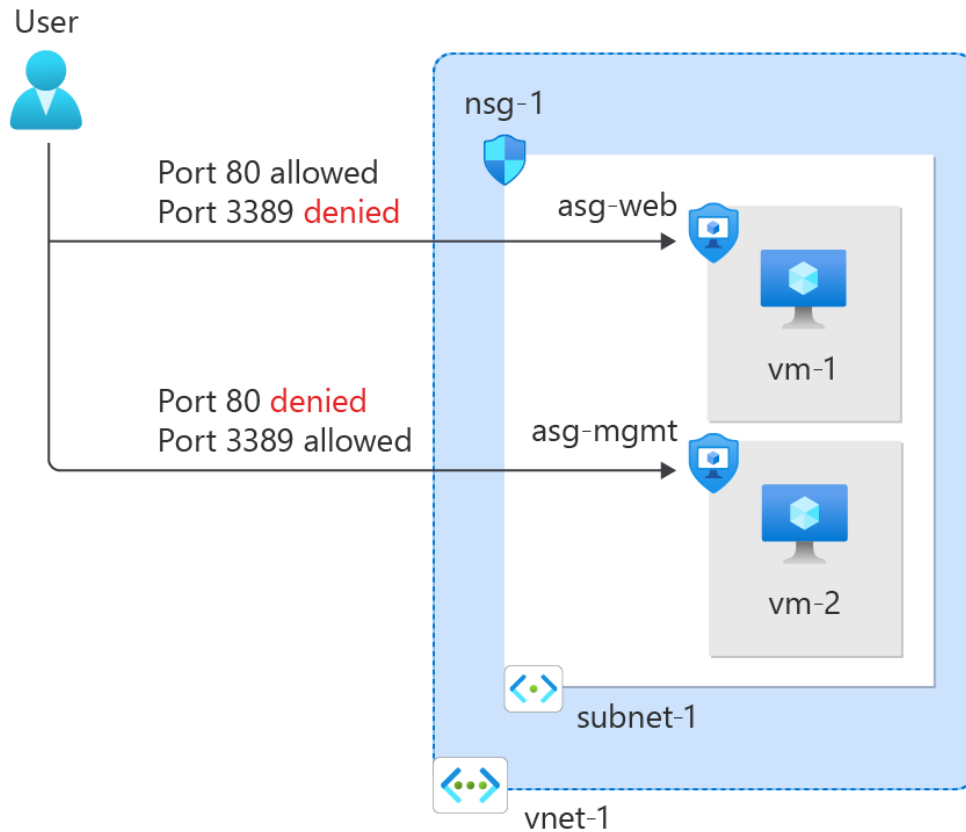 User
nsg-1
Port 80 allowed
Port 3389 denied
asg-web
vm-1
Port 80 denied
Port 3389 allowed
asg-mgmt
vm-2
subnet-1
vnet-1